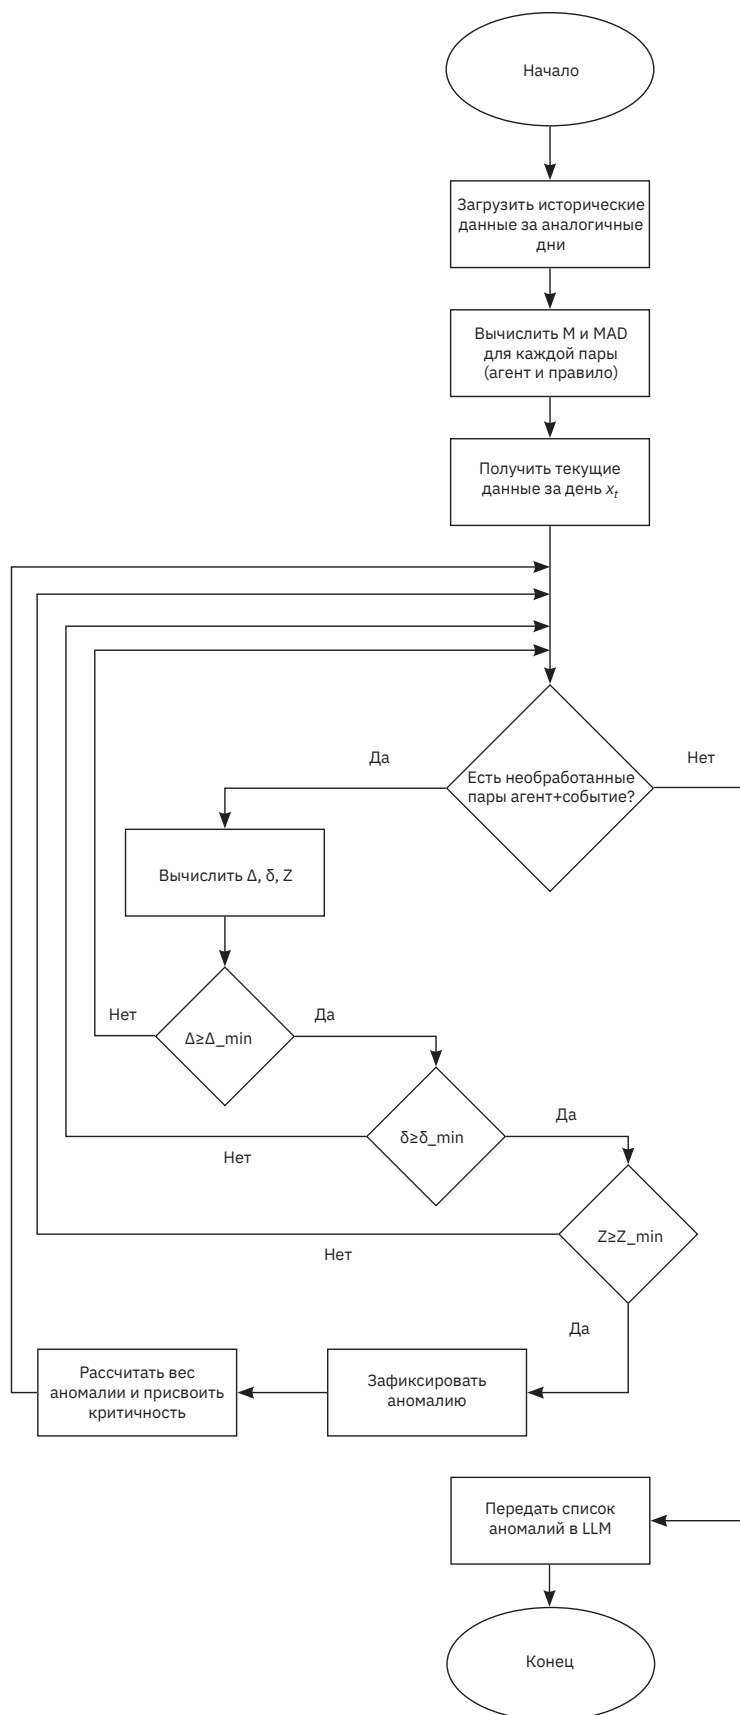 Начало
Загрузить исторические
данные за аналогичные
дни
Вычислить M и MAD
для каждой пары
(агент и правило)
Получить текущие
данные за день xₜ
Да
Нет
Есть необработанные
пары агент+событие?
Вычислить Δ, δ, Z
Нет
Да
Δ≥Δ_min
Да
δ≥δ_min
Нет
Z≥Z_min
Нет
Да
Рассчитать вес
аномалии и присвоить
критичность
Зафиксировать
аномалию
Передать список
аномалий в LLM
Конец